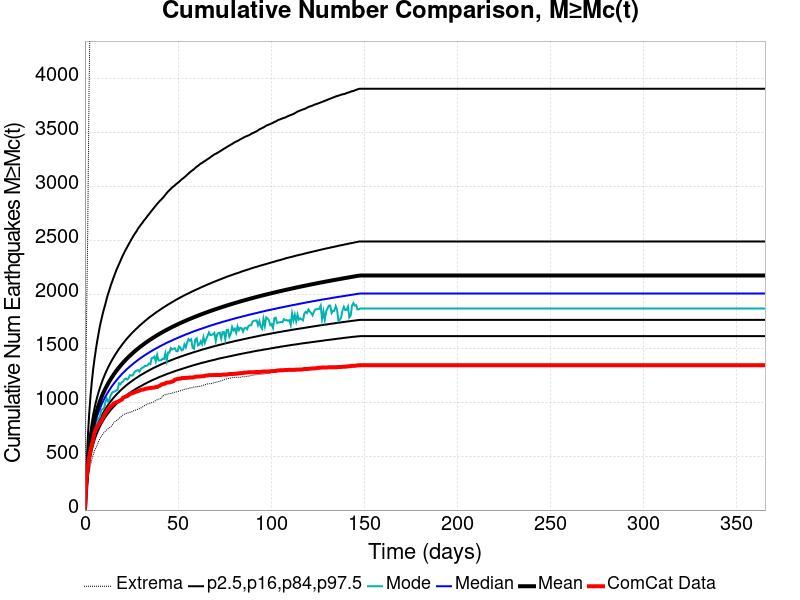 Cumulative Number Comparison, M≥Mc(t)
Cumulative Num Earthquakes M≥Mc(t)
4000
3500
3000
2500
2000
1500
1000
500
0
0 50 100 150 200 250 300 350
Time (days)
Extrema p2.5,p16,p84,p97.5 Mode Median Mean ComCat Data